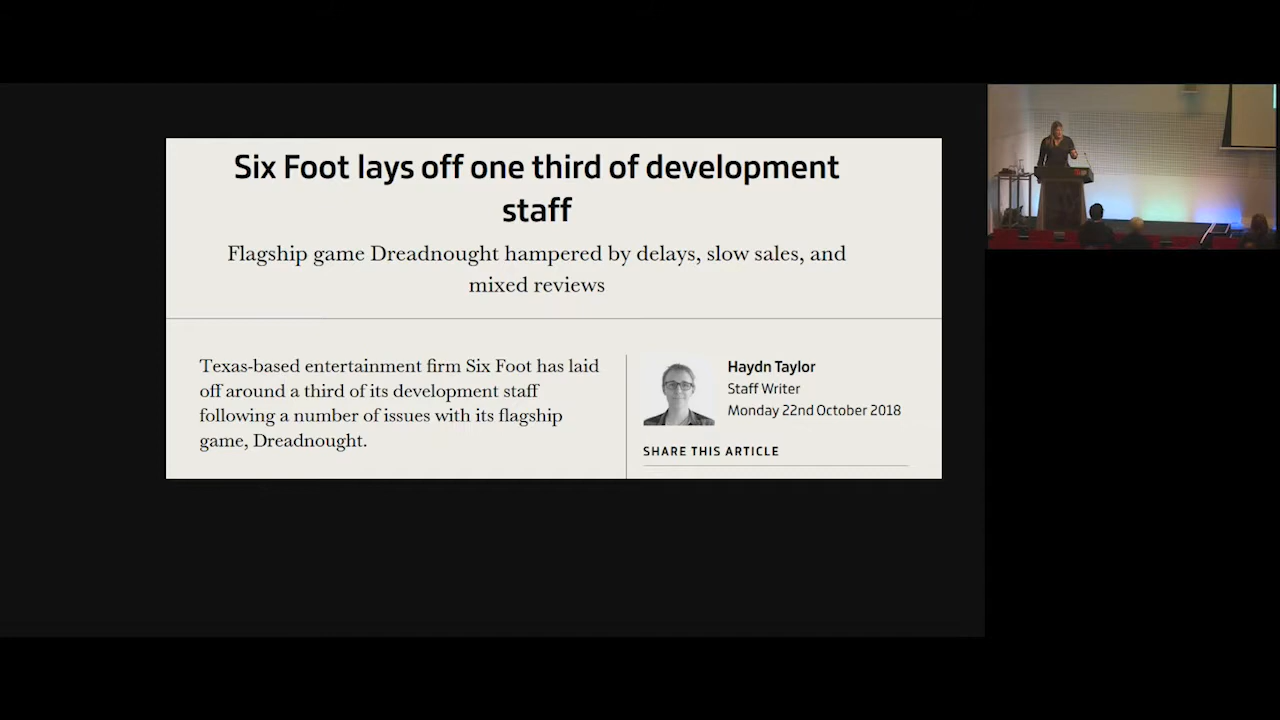 Six Foot lays off one third of development
staff
Flagship game Dreadnought hampered by delays, slow sales, and
mixed reviews
Texas-based entertainment firm Six Foot has laid
off around a third of its development staff
following a number of issues with its flagship
game, Dreadnought.
Haydn Taylor
Staff Writer
Monday 22nd October 2018
SHARE THIS ARTICLE